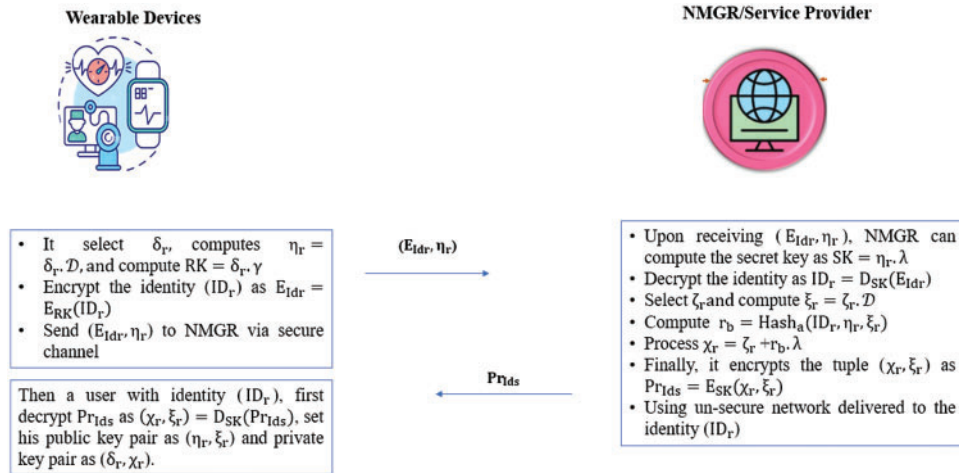 Wearable Devices
NMGR/Service Provider
• It select δr, computes ηr =
δr. 𝒟, and compute RK = δr. γ
• Encrypt the identity (IDr) as EIdr =
ERK(IDr)
• Send (EIdr, ηr) to NMGR via secure
channel
(EIdr, ηr)
• Upon receiving (EIdr, ηr), NMGR can
compute the secret key as SK = ηr. λ
• Decrypt the identity as IDr = DSK(EIdr)
• Select ζr and compute ξr = ζr. 𝒟
• Compute rb = Hasha(IDr, ηr, ξr)
• Process χr = ζr +rb. λ
• Finally, it encrypts the tuple (χr, ξr) as
PrIds = ESK(χr, ξr)
• Using un-secure network delivered to the
identity (IDr)
PrIds
Then a user with identity (IDr), first
decrypt PrIds as (χr, ξr) = DSK(PrIds), set
his public key pair as (ηr, ξr) and private
key pair as (δr, χr).